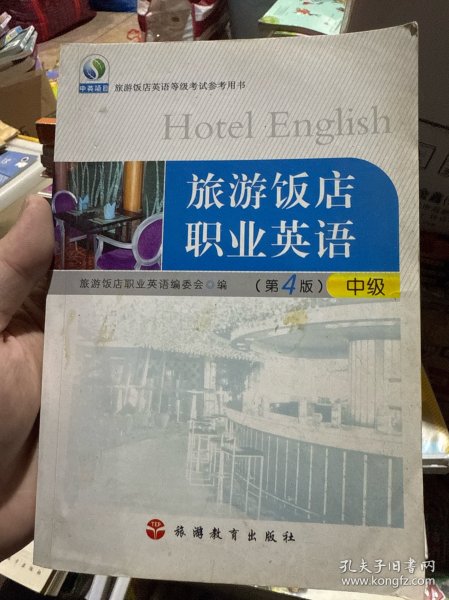 中英项目
旅游饭店英语等级考试参考用书
Hotel English
旅游饭店
职业英语
旅游饭店职业英语编委会 编
（第4版）
中级
TEP
旅游教育出版社
孔夫子旧书网
www.kongfz.com